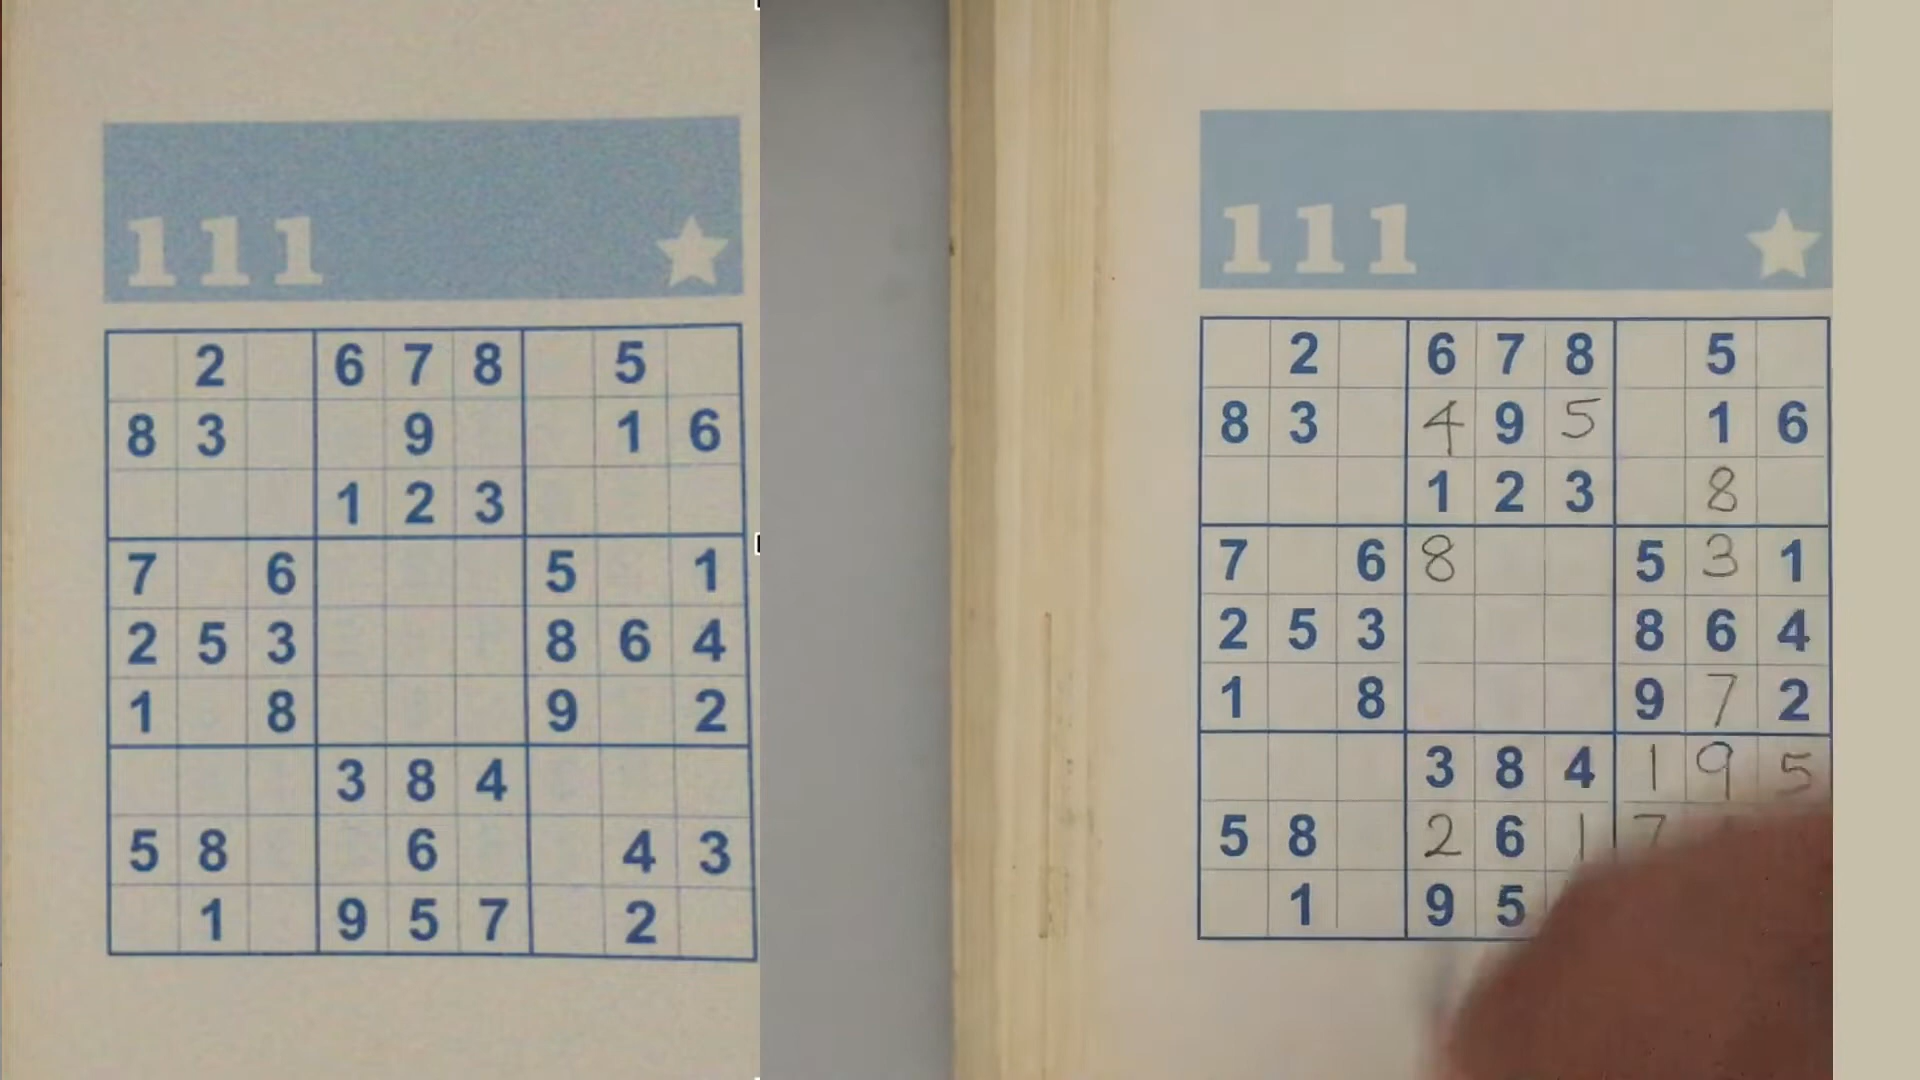 111
2 6 7 8 5
8 3 9 1 6
1 2 3
7 6 5 1
2 5 3 8 6 4
1 8 9 2
3 8 4
5 8 6 4 3
1 9 5 7 2
111
2 6 7 8 5
8 3 4 9 5 1 6
1 2 3 8
7 6 8 5 3 1
2 5 3 8 6 4
1 8 9 7 2
3 8 4 1 9 5
5 8 2 6 1 7
1 9 5